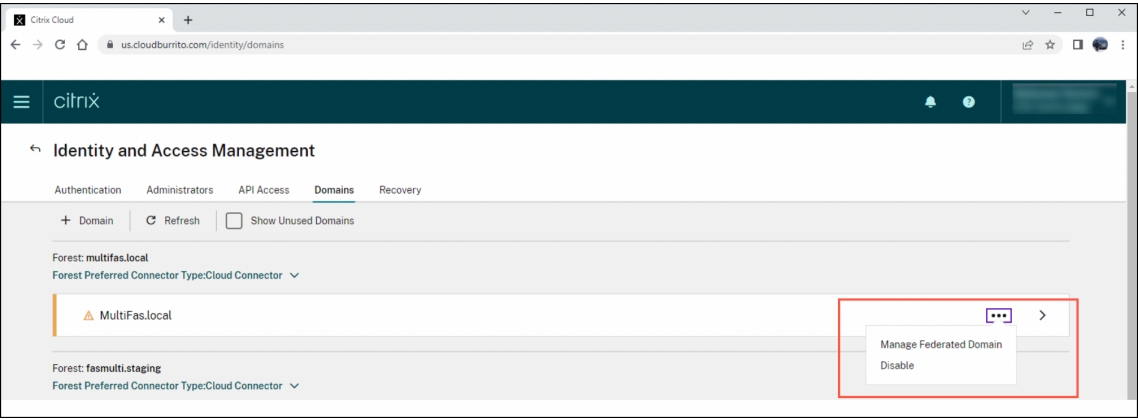 Citrix Cloud
us.cloudburrito.com/identity/domains
citrix
Identity and Access Management
Authentication Administrators API Access Domains Recovery
+ Domain Refresh Show Unused Domains
Forest: multifas.local
Forest Preferred Connector Type:Cloud Connector
MultiFas.local
Manage Federated Domain
Disable
Forest: fasmulti.staging
Forest Preferred Connector Type:Cloud Connector